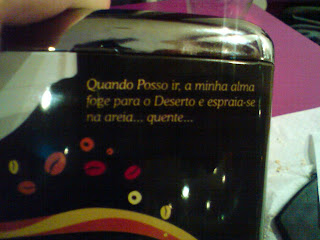 Quando Posso ir, a minha alma
foge para o Deserto e espraia-se
na areia... quente...